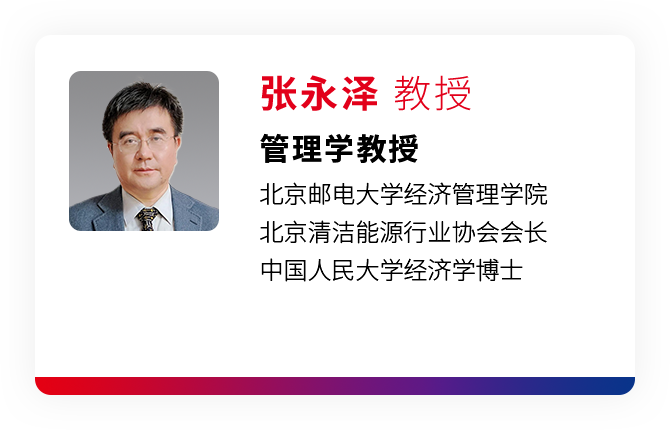 张永泽 教授
管理学教授
北京邮电大学经济管理学院
北京清洁能源行业协会会长
中国人民大学经济学博士